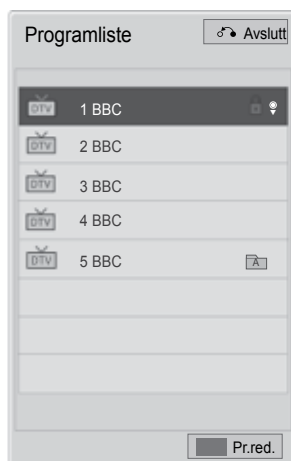 Programliste
Avslutt
DTV 1 BBC
DTV 2 BBC
DTV 3 BBC
DTV 4 BBC
DTV 5 BBC A
Pr.red.